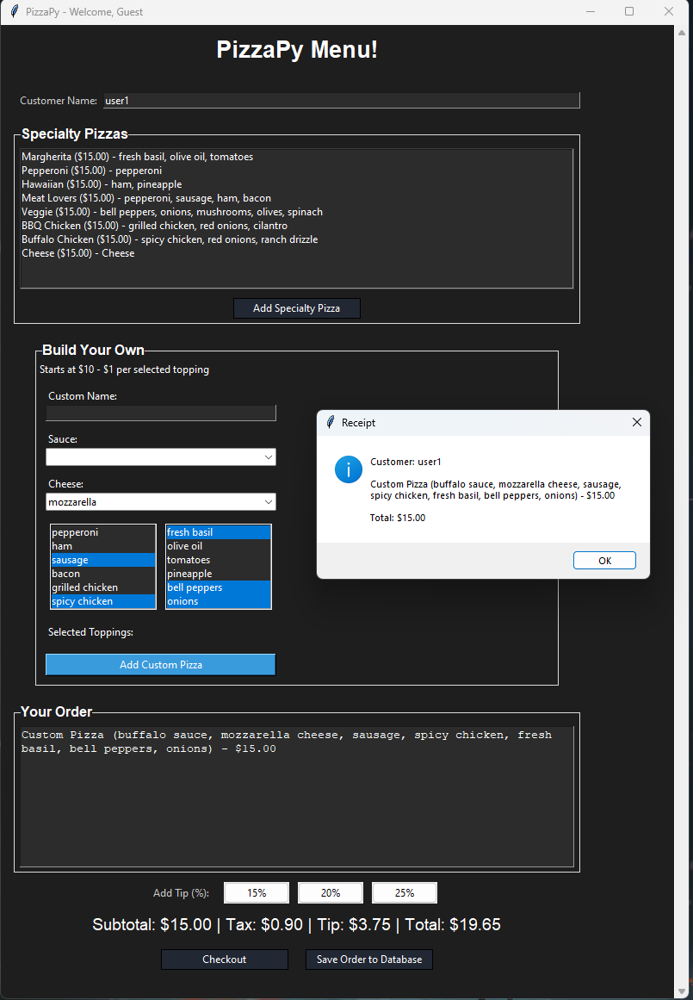 PizzaPy - Welcome, Guest
PizzaPy Menu!
Customer Name: user1
Specialty Pizzas
Margherita ($15.00) - fresh basil, olive oil, tomatoes
Pepperoni ($15.00) - pepperoni
Hawaiian ($15.00) - ham, pineapple
Meat Lovers ($15.00) - pepperoni, sausage, ham, bacon
Veggie ($15.00) - bell peppers, onions, mushrooms, olives, spinach
BBQ Chicken ($15.00) - grilled chicken, red onions, cilantro
Buffalo Chicken ($15.00) - spicy chicken, red onions, ranch drizzle
Cheese ($15.00) - Cheese
Add Specialty Pizza
Build Your Own
Starts at $10 - $1 per selected topping
Custom Name:
Sauce:
Cheese:
mozzarella
pepperoni
ham
sausage
bacon
grilled chicken
spicy chicken
fresh basil
olive oil
tomatoes
pineapple
bell peppers
onions
Selected Toppings:
Add Custom Pizza
Receipt
Customer: user1
Custom Pizza (buffalo sauce, mozzarella cheese, sausage,
spicy chicken, fresh basil, bell peppers, onions) - $15.00
Total: $15.00
OK
Your Order
Custom Pizza (buffalo sauce, mozzarella cheese, sausage, spicy chicken, fresh
basil, bell peppers, onions) - $15.00
Add Tip (%): 15% 20% 25%
Subtotal: $15.00 | Tax: $0.90 | Tip: $3.75 | Total: $19.65
Checkout Save Order to Database